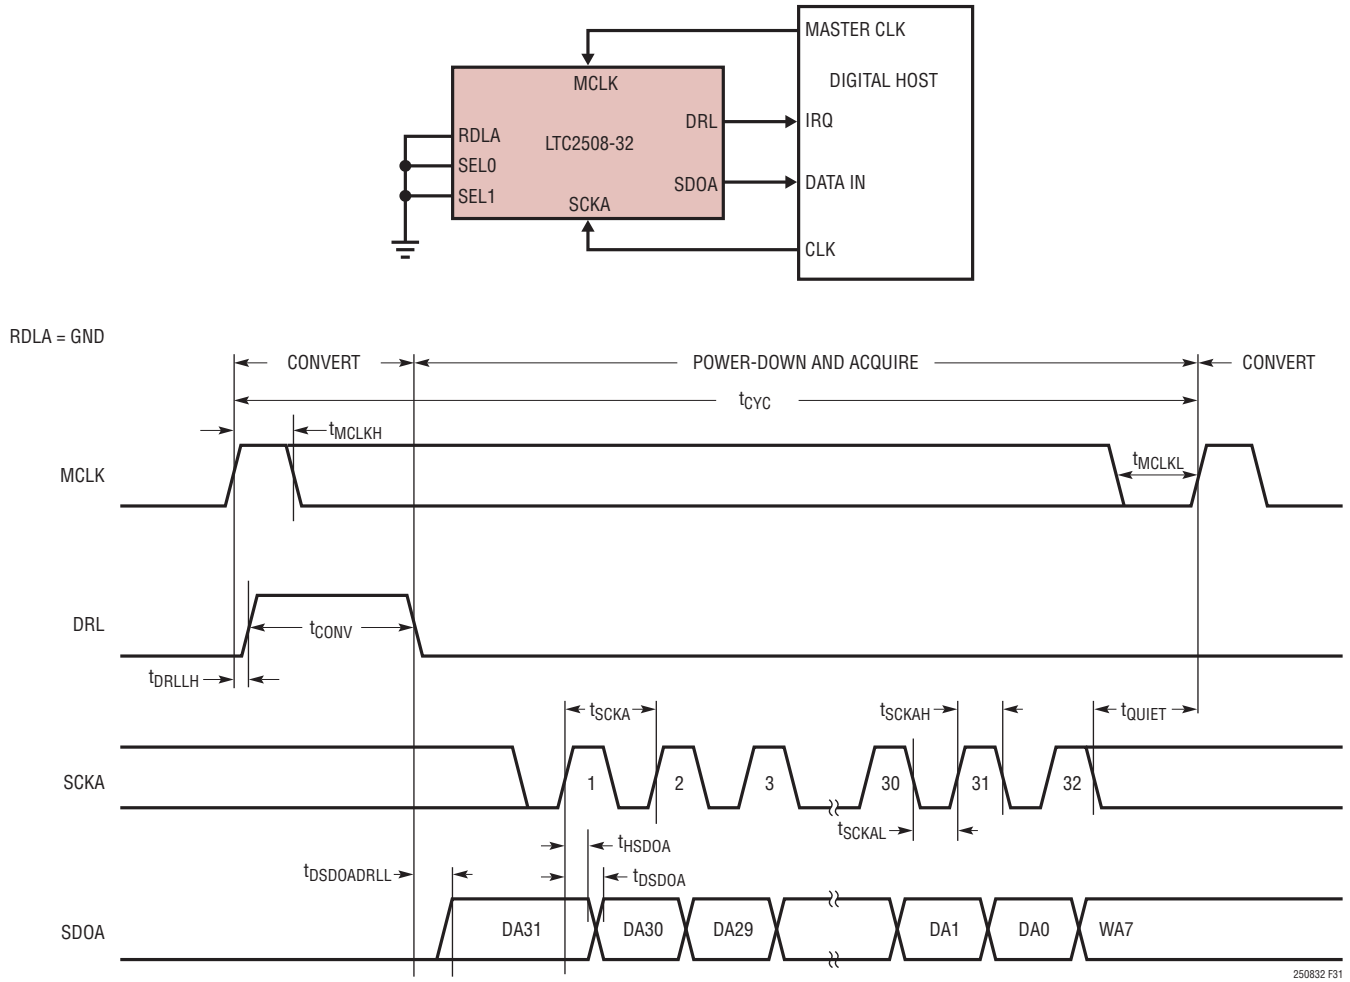 MASTER CLK
MCLK
DIGITAL HOST
DRL
IRQ
RDLA
LTC2508-32
SEL0
SDOA
DATA IN
SEL1
SCKA
CLK
RDLA = GND
CONVERT
POWER-DOWN AND ACQUIRE
CONVERT
tCYC
tMCLKH
MCLK
tMCLKL
DRL
tCONV
tDRLLH
tSCKA
tSCKAH
tQUIET
SCKA
1
2
3
30
31
32
tSCKAL
tHSDOA
tDSDOADRLL
tDSDOA
SDOA
DA31
DA30
DA29
DA1
DA0
WA7
250832 F31